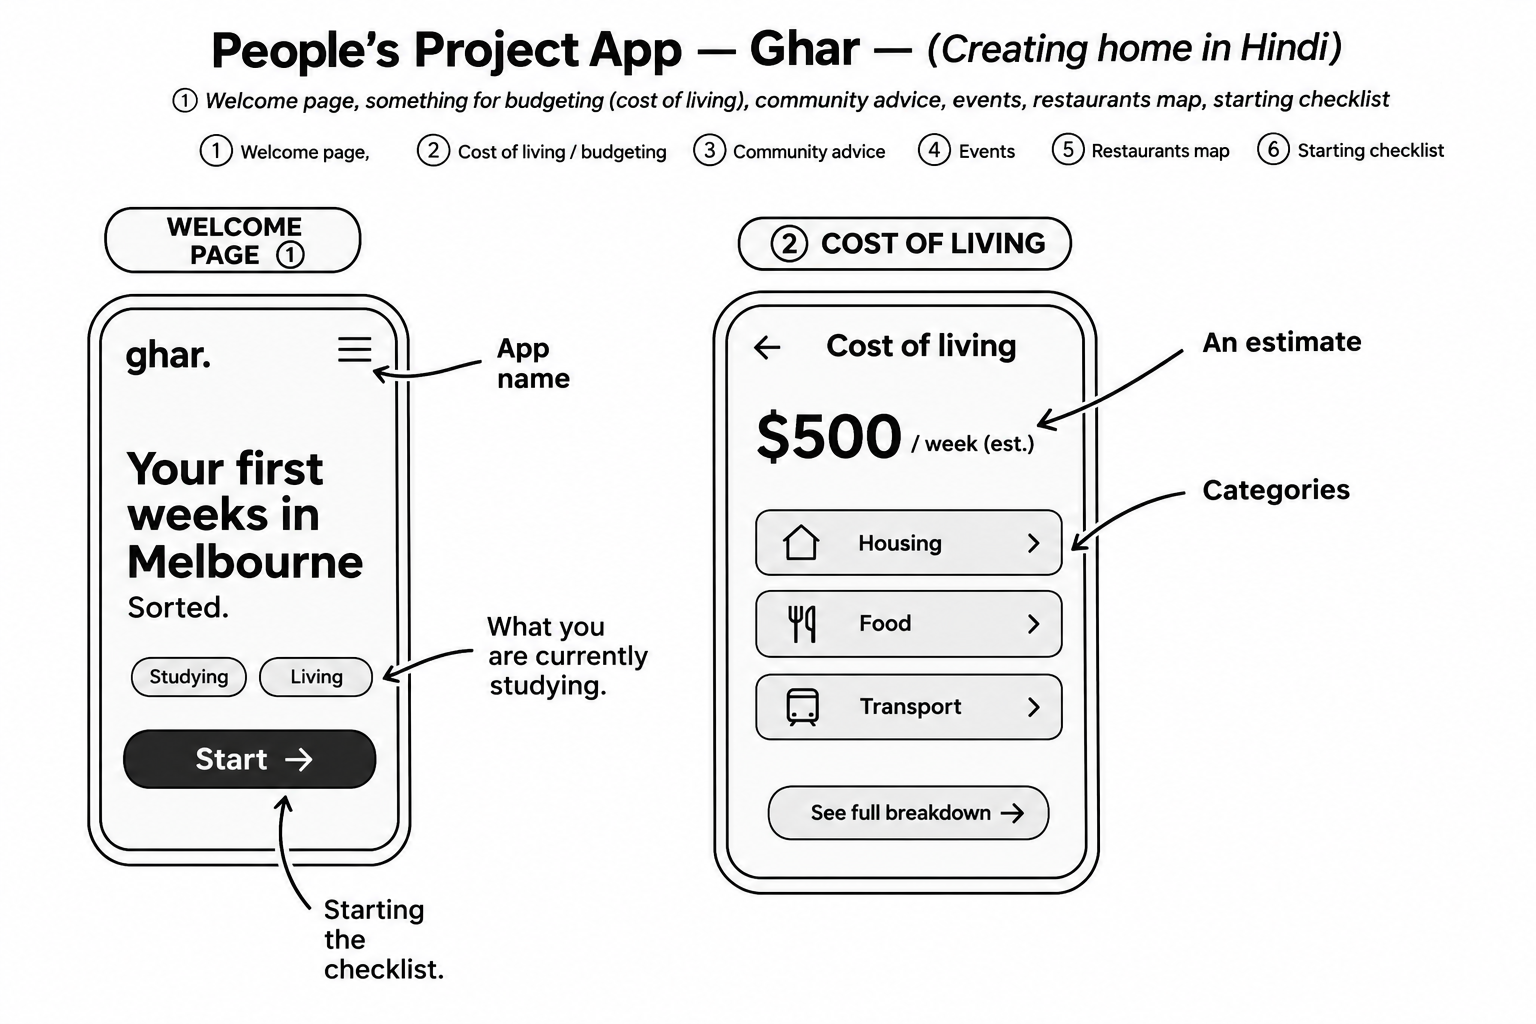 People's Project App — Ghar — (Creating home in Hindi)
① Welcome page, something for budgeting (cost of living), community advice, events, restaurants map, starting checklist
① Welcome page, ② Cost of living / budgeting ③ Community advice ④ Events ⑤ Restaurants map ⑥ Starting checklist
WELCOME
PAGE ①
ghar.
App
name
Your first
weeks in
Melbourne
Sorted.
What you
are currently
studying.
Studying Living
Start →
Starting
the
checklist.
② COST OF LIVING
← Cost of living
An estimate
$500 / week (est.)
Categories
Housing
Food
Transport
See full breakdown →